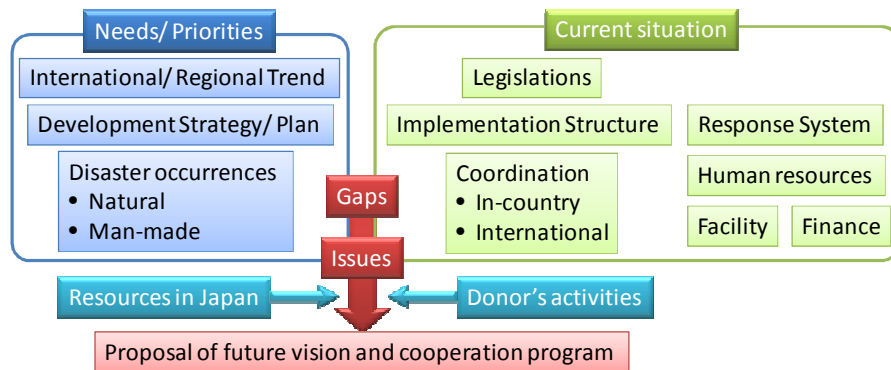 Needs/ Priorities
International/ Regional Trend
Development Strategy/ Plan
Disaster occurrences
• Natural
• Man-made
Current situation
Legislations
Implementation Structure
Response System
Coordination
• In-country
• International
Human resources
Facility
Finance
Gaps
Issues
Resources in Japan
Donor's activities
Proposal of future vision and cooperation program